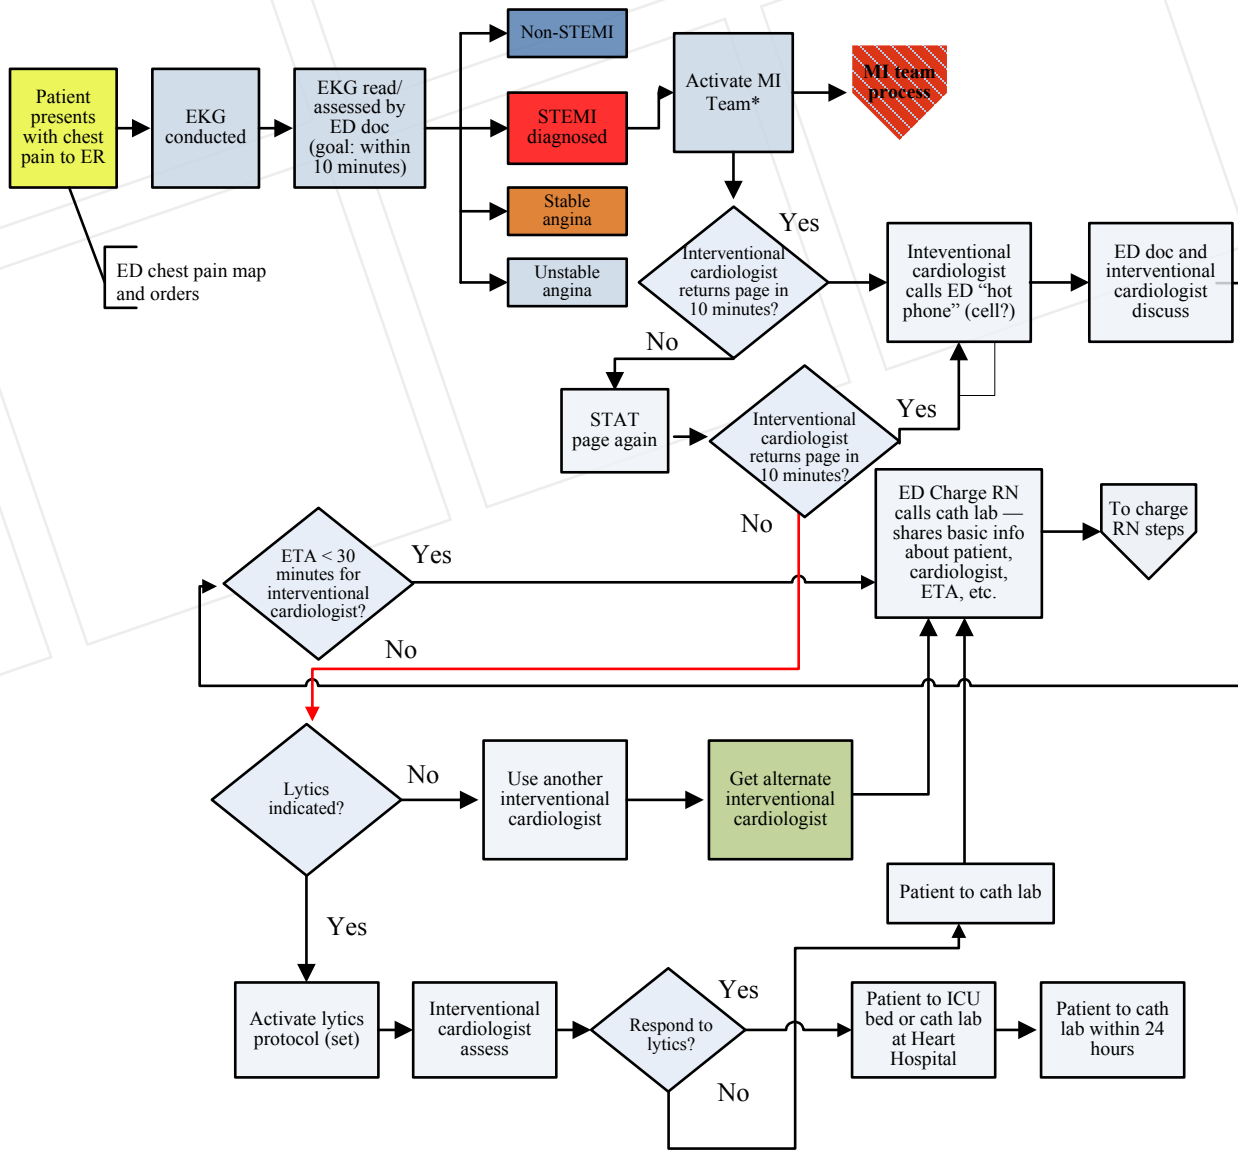 Patient
presents
with chest
pain to ER
EKG
conducted
EKG read/
assessed by
ED doc
(goal: within
10 minutes)
Non-STEMI
STEMI
diagnosed
Stable
angina
Unstable
angina
Activate MI
Team*
MI team
process
ED chest pain map
and orders
Interventional
cardiologist
returns page in
10 minutes?
Yes
No
Inteventional
cardiologist
calls ED “hot
phone” (cell?)
ED doc and
interventional
cardiologist
discuss
STAT
page again
Interventional
cardiologist
returns page in
10 minutes?
Yes
No
ED Charge RN
calls cath lab —
shares basic info
about patient,
cardiologist,
ETA, etc.
To charge
RN steps
ETA < 30
minutes for
interventional
cardiologist?
Yes
No
Lytics
indicated?
No
Yes
Use another
interventional
cardiologist
Get alternate
interventional
cardiologist
Patient to cath lab
Activate lytics
protocol (set)
Interventional
cardiologist
assess
Respond to
lytics?
Yes
No
Patient to ICU
bed or cath lab
at Heart
Hospital
Patient to cath
lab within 24
hours